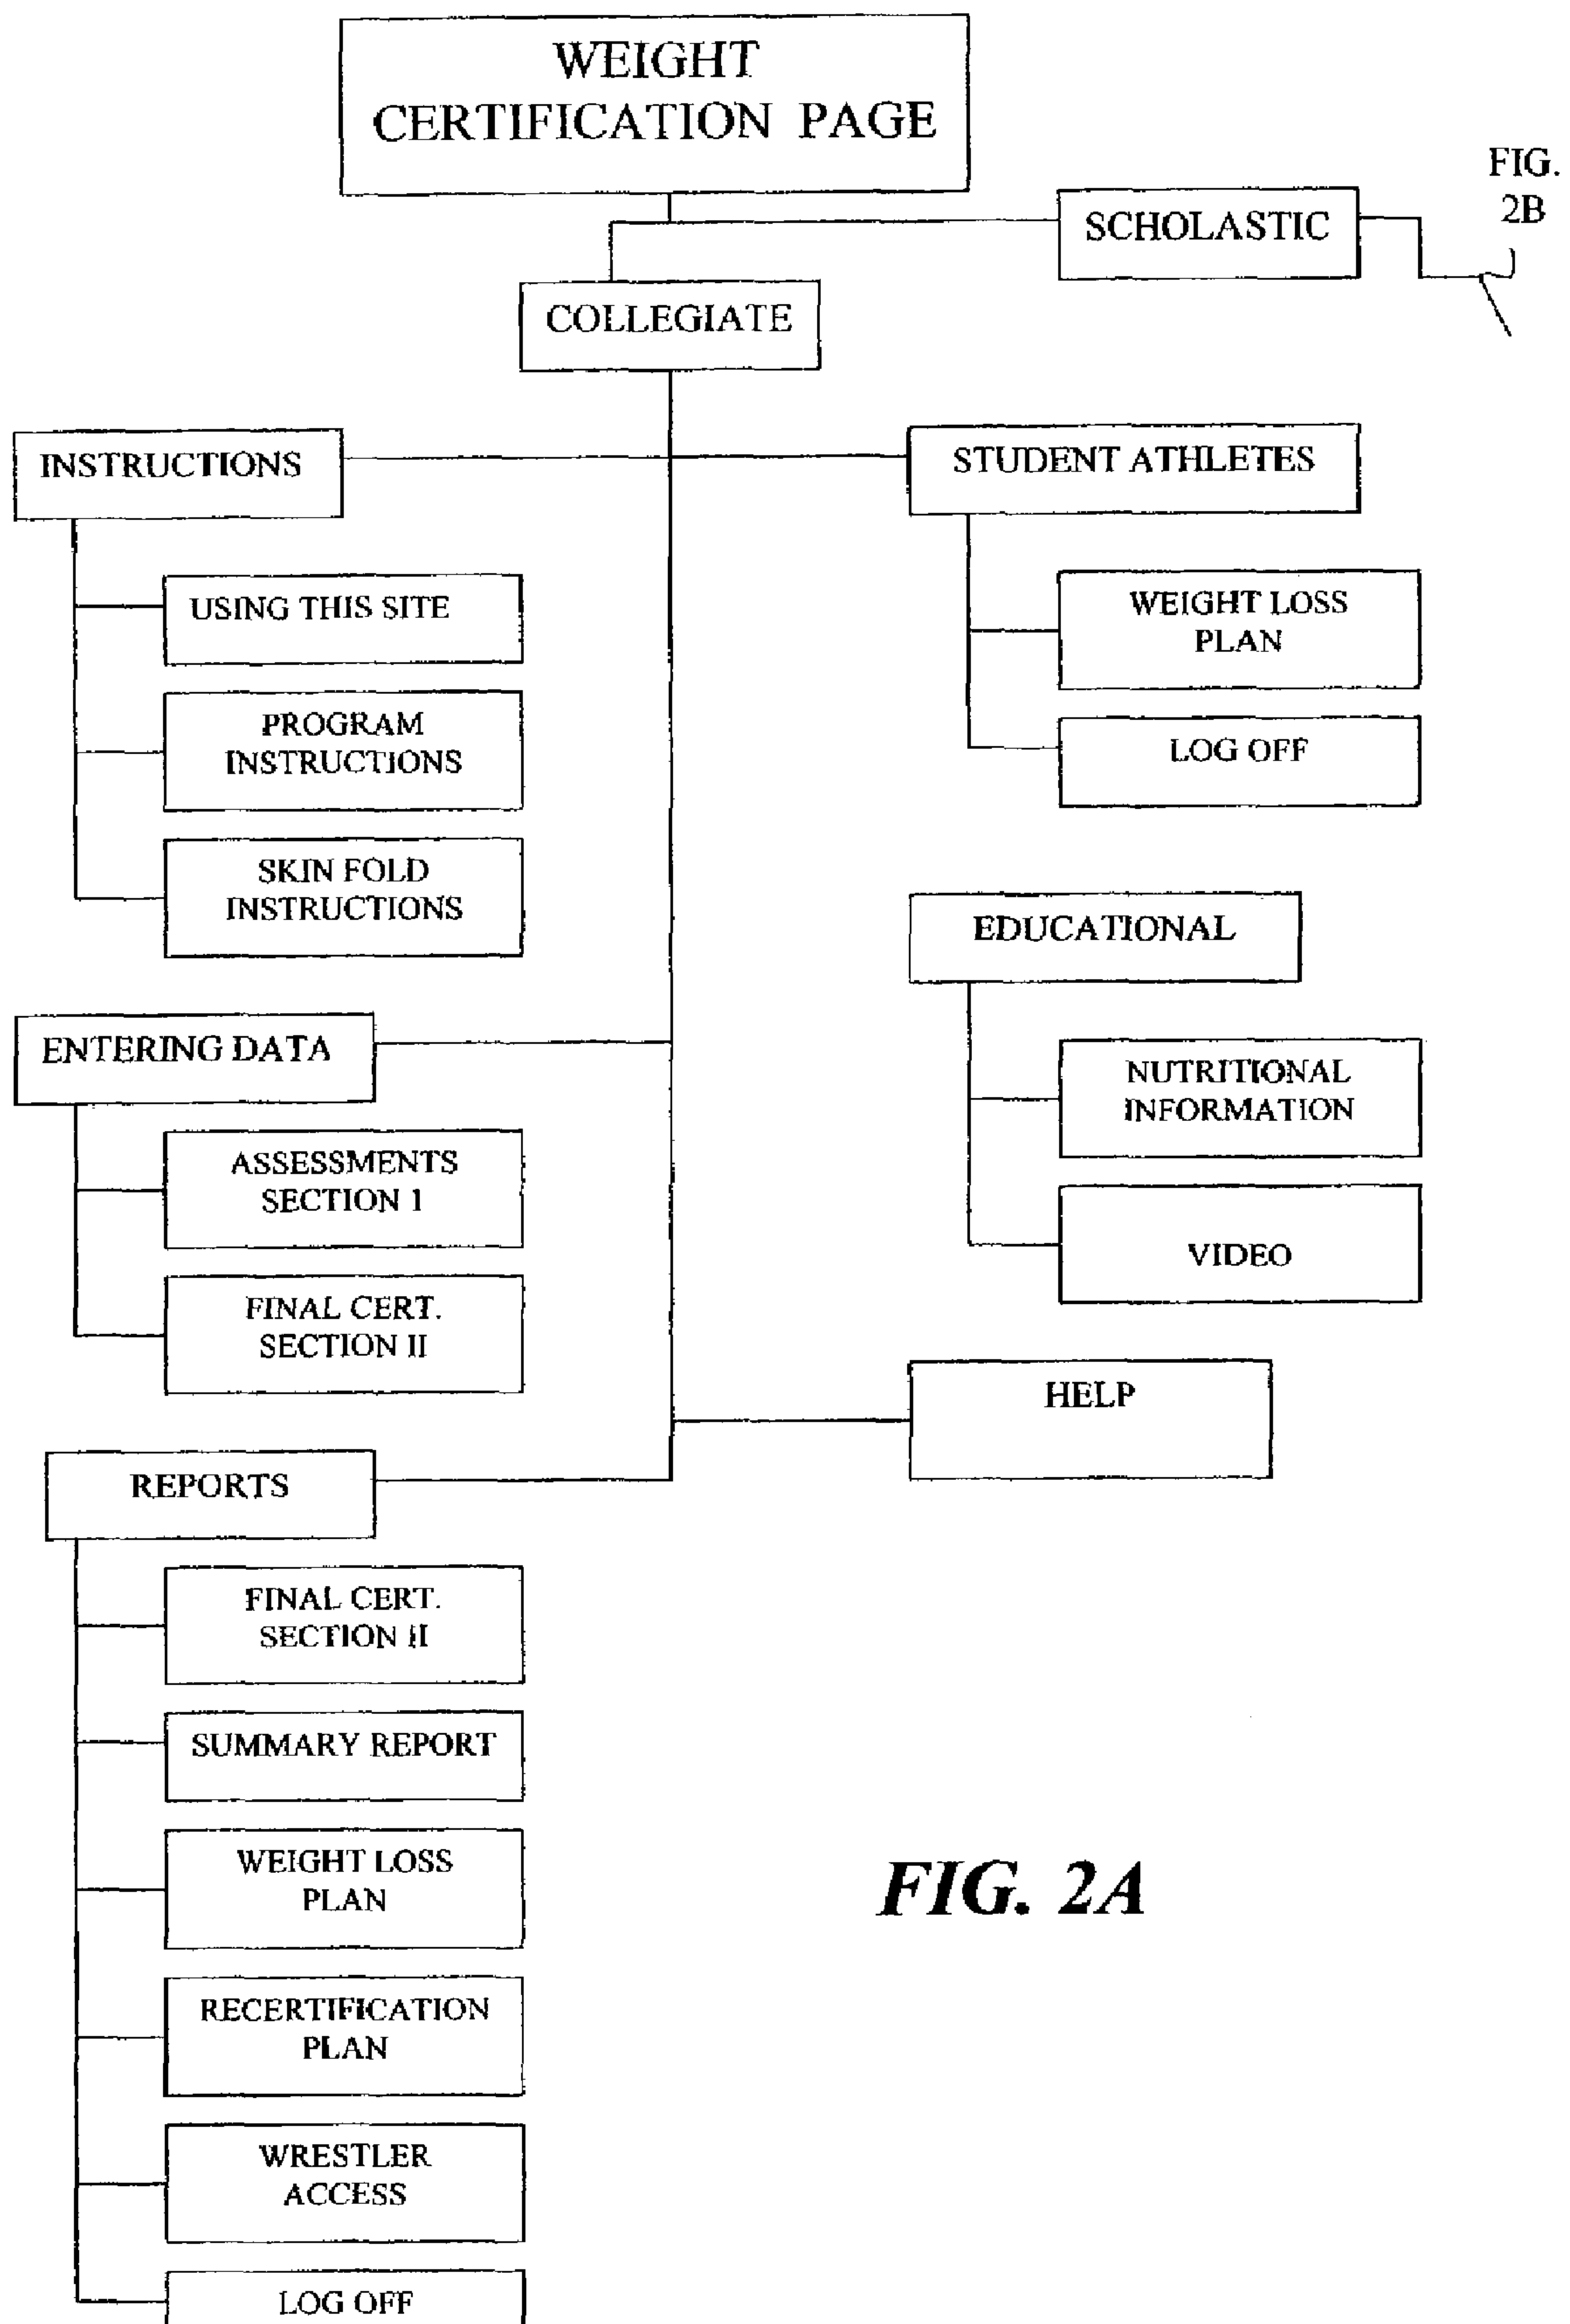 WEIGHT
CERTIFICATION PAGE
FIG.
2B
SCHOLASTIC
COLLEGIATE
INSTRUCTIONS
USING THIS SITE
PROGRAM
INSTRUCTIONS
SKIN FOLD
INSTRUCTIONS
ENTERING DATA
ASSESSMENTS
SECTION I
FINAL CERT.
SECTION II
REPORTS
FINAL CERT.
SECTION II
SUMMARY REPORT
WEIGHT LOSS
PLAN
RECERTIFICATION
PLAN
WRESTLER
ACCESS
LOG OFF
STUDENT ATHLETES
WEIGHT LOSS
PLAN
LOG OFF
EDUCATIONAL
NUTRITIONAL
INFORMATION
VIDEO
HELP
FIG. 2A